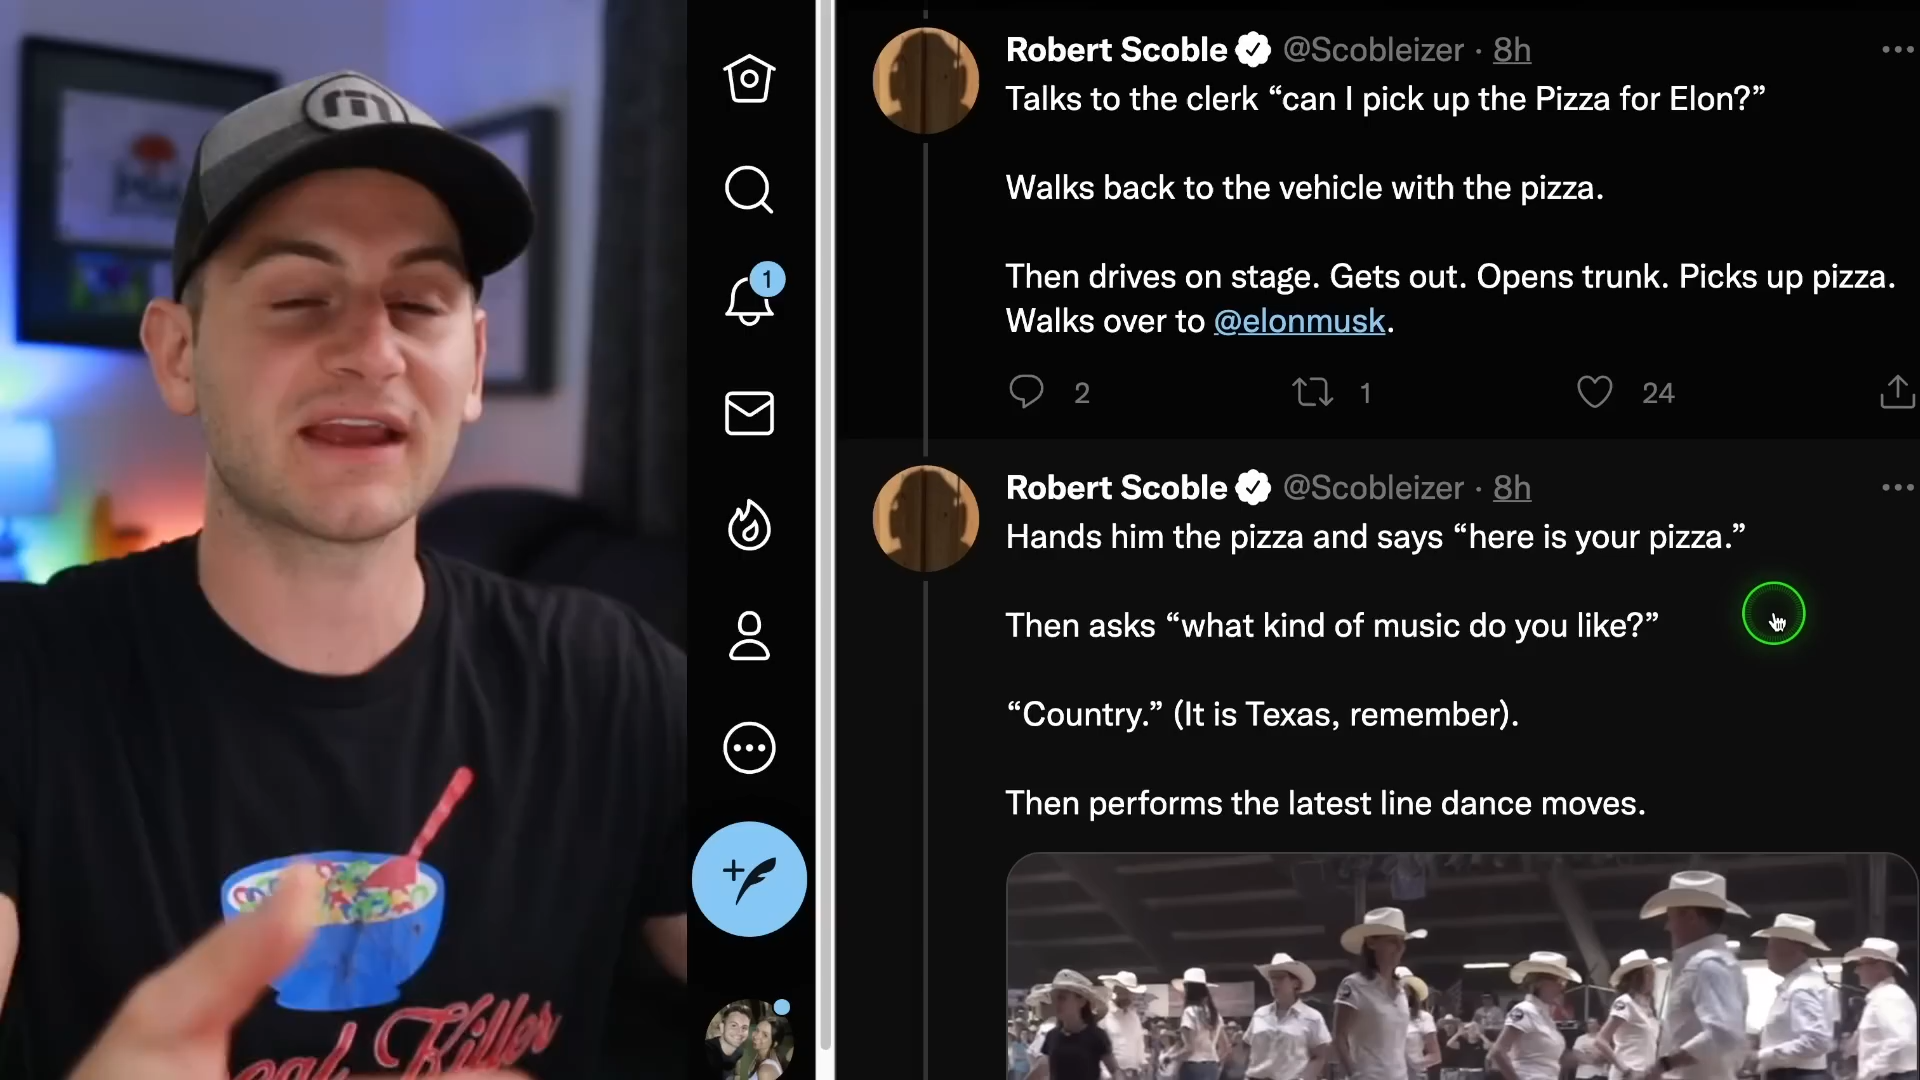 Robert Scoble @Scobleizer · 8h
Talks to the clerk “can I pick up the Pizza for Elon?”
Walks back to the vehicle with the pizza.
Then drives on stage. Gets out. Opens trunk. Picks up pizza.
Walks over to @elonmusk.
2 1 24
Robert Scoble @Scobleizer · 8h
Hands him the pizza and says “here is your pizza.”
Then asks “what kind of music do you like?”
“Country.” (It is Texas, remember).
Then performs the latest line dance moves.
1
Killer